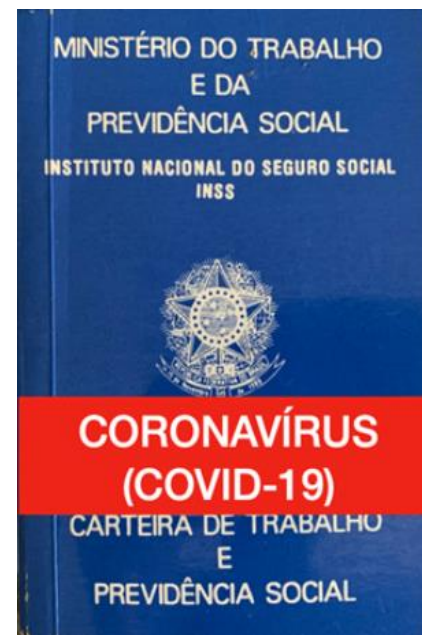 MINISTÉRIO DO TRABALHO
E DA
PREVIDÊNCIA SOCIAL
INSTITUTO NACIONAL DO SEGURO SOCIAL
INSS
CORONAVÍRUS
(COVID-19)
CARTEIRA DE TRABALHO
E
PREVIDÊNCIA SOCIAL